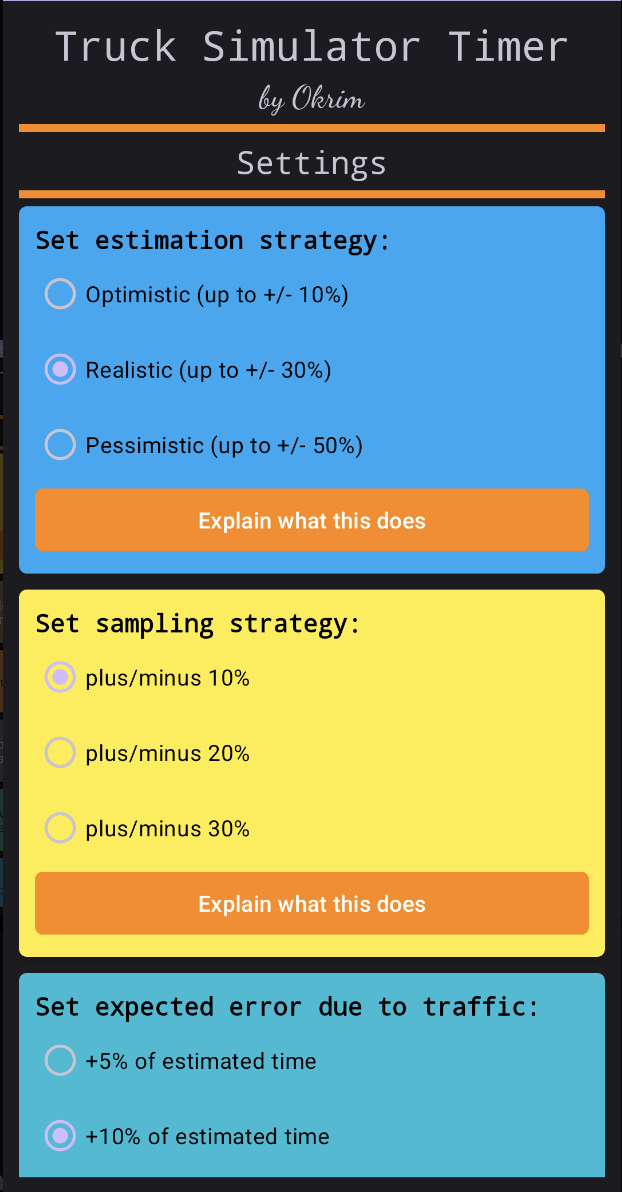 Truck Simulator Timer
by Okrim
Settings
Set estimation strategy:
Optimistic (up to +/- 10%)
Realistic (up to +/- 30%)
Pessimistic (up to +/- 50%)
Explain what this does
Set sampling strategy:
plus/minus 10%
plus/minus 20%
plus/minus 30%
Explain what this does
Set expected error due to traffic:
+5% of estimated time
+10% of estimated time